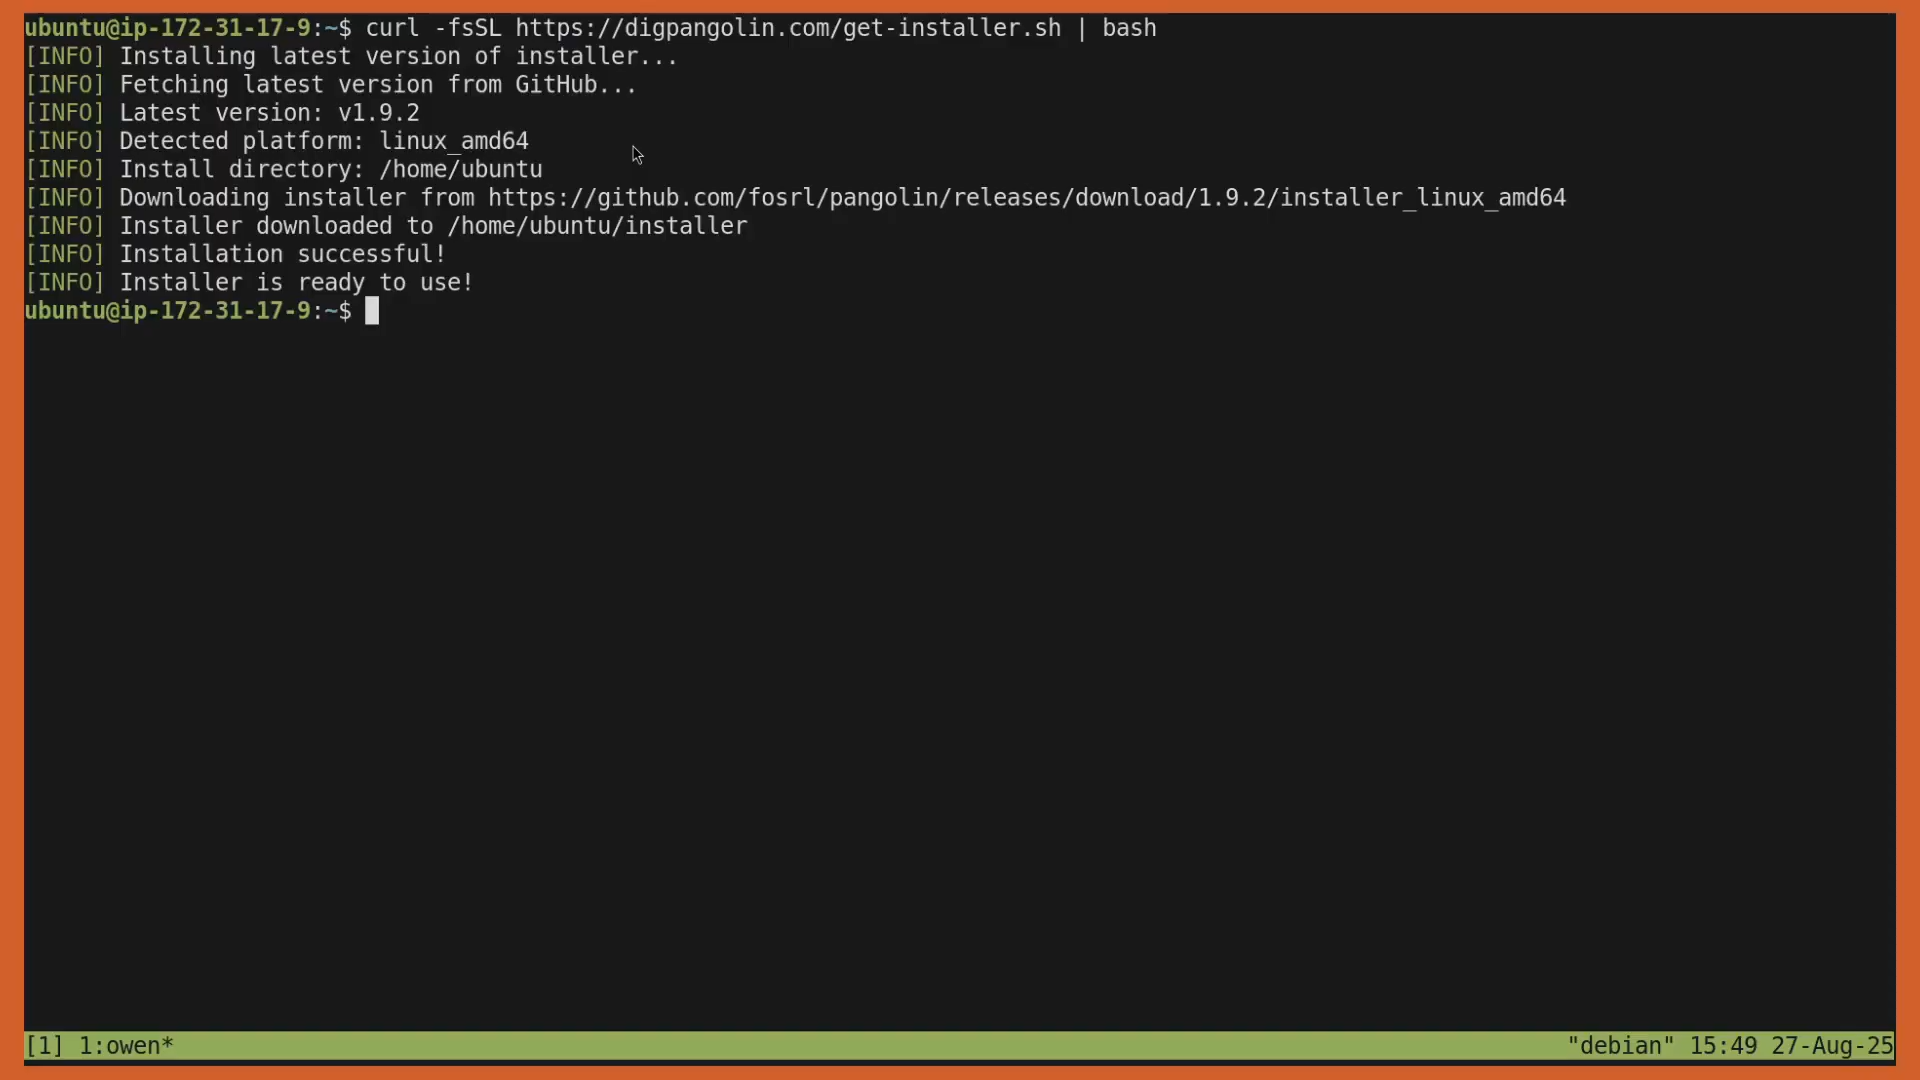 ubuntu@ip-172-31-17-9:~$ curl -fsSL https://digpangolin.com/get-installer.sh | bash
[INFO] Installing latest version of installer...
[INFO] Fetching latest version from GitHub...
[INFO] Latest version: v1.9.2
[INFO] Detected platform: linux_amd64
[INFO] Install directory: /home/ubuntu
[INFO] Downloading installer from https://github.com/fosrl/pangolin/releases/download/1.9.2/installer_linux_amd64
[INFO] Installer downloaded to /home/ubuntu/installer
[INFO] Installation successful!
[INFO] Installer is ready to use!
ubuntu@ip-172-31-17-9:~$
[1] 1:owen* "debian" 15:49 27-Aug-25